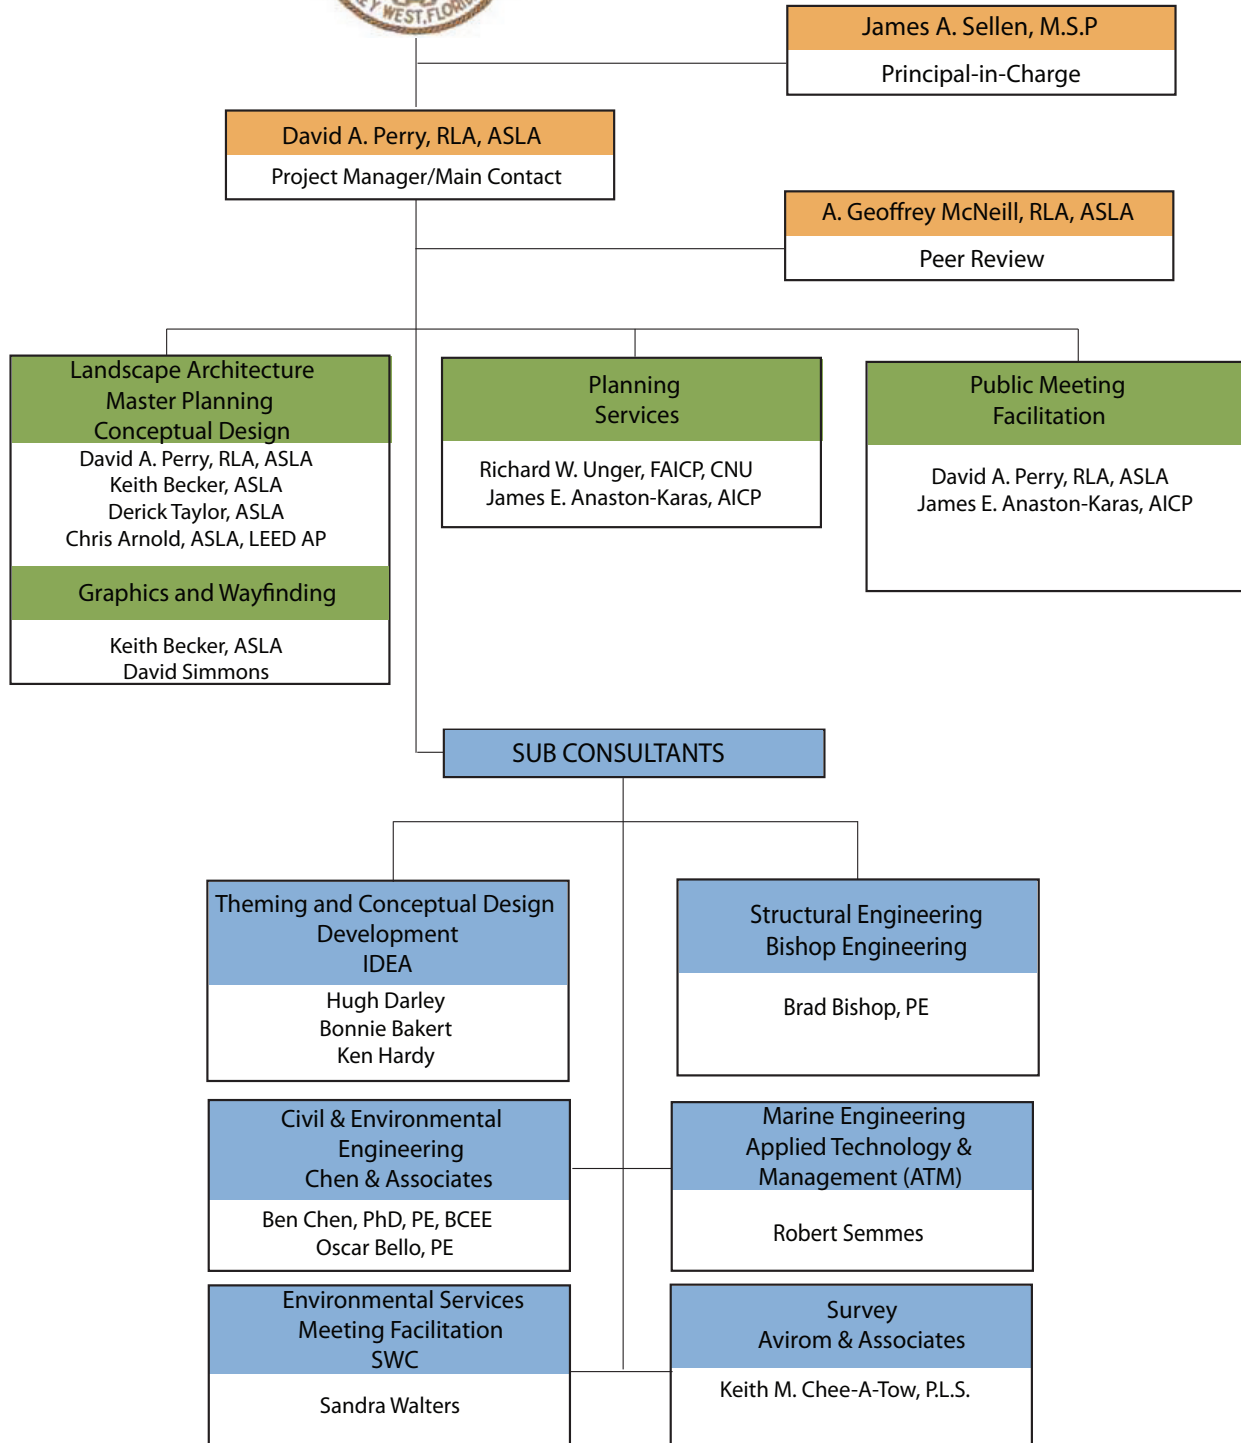 KEY WEST, FLORIDA
James A. Sellen, M.S.P
Principal-in-Charge
David A. Perry, RLA, ASLA
Project Manager/Main Contact
A. Geoffrey McNeill, RLA, ASLA
Peer Review
Landscape Architecture
Master Planning
Conceptual Design
David A. Perry, RLA, ASLA
Keith Becker, ASLA
Derick Taylor, ASLA
Chris Arnold, ASLA, LEED AP
Graphics and Wayfinding
Keith Becker, ASLA
David Simmons
Planning
Services
Richard W. Unger, FAICP, CNU
James E. Anaston-Karas, AICP
Public Meeting
Facilitation
David A. Perry, RLA, ASLA
James E. Anaston-Karas, AICP
SUB CONSULTANTS
Theming and Conceptual Design
Development
IDEA
Hugh Darley
Bonnie Bakert
Ken Hardy
Structural Engineering
Bishop Engineering
Brad Bishop, PE
Civil & Environmental
Engineering
Chen & Associates
Ben Chen, PhD, PE, BCEE
Oscar Bello, PE
Marine Engineering
Applied Technology &
Management (ATM)
Robert Semmes
Environmental Services
Meeting Facilitation
SWC
Sandra Walters
Survey
Avirom & Associates
Keith M. Chee-A-Tow, P.L.S.